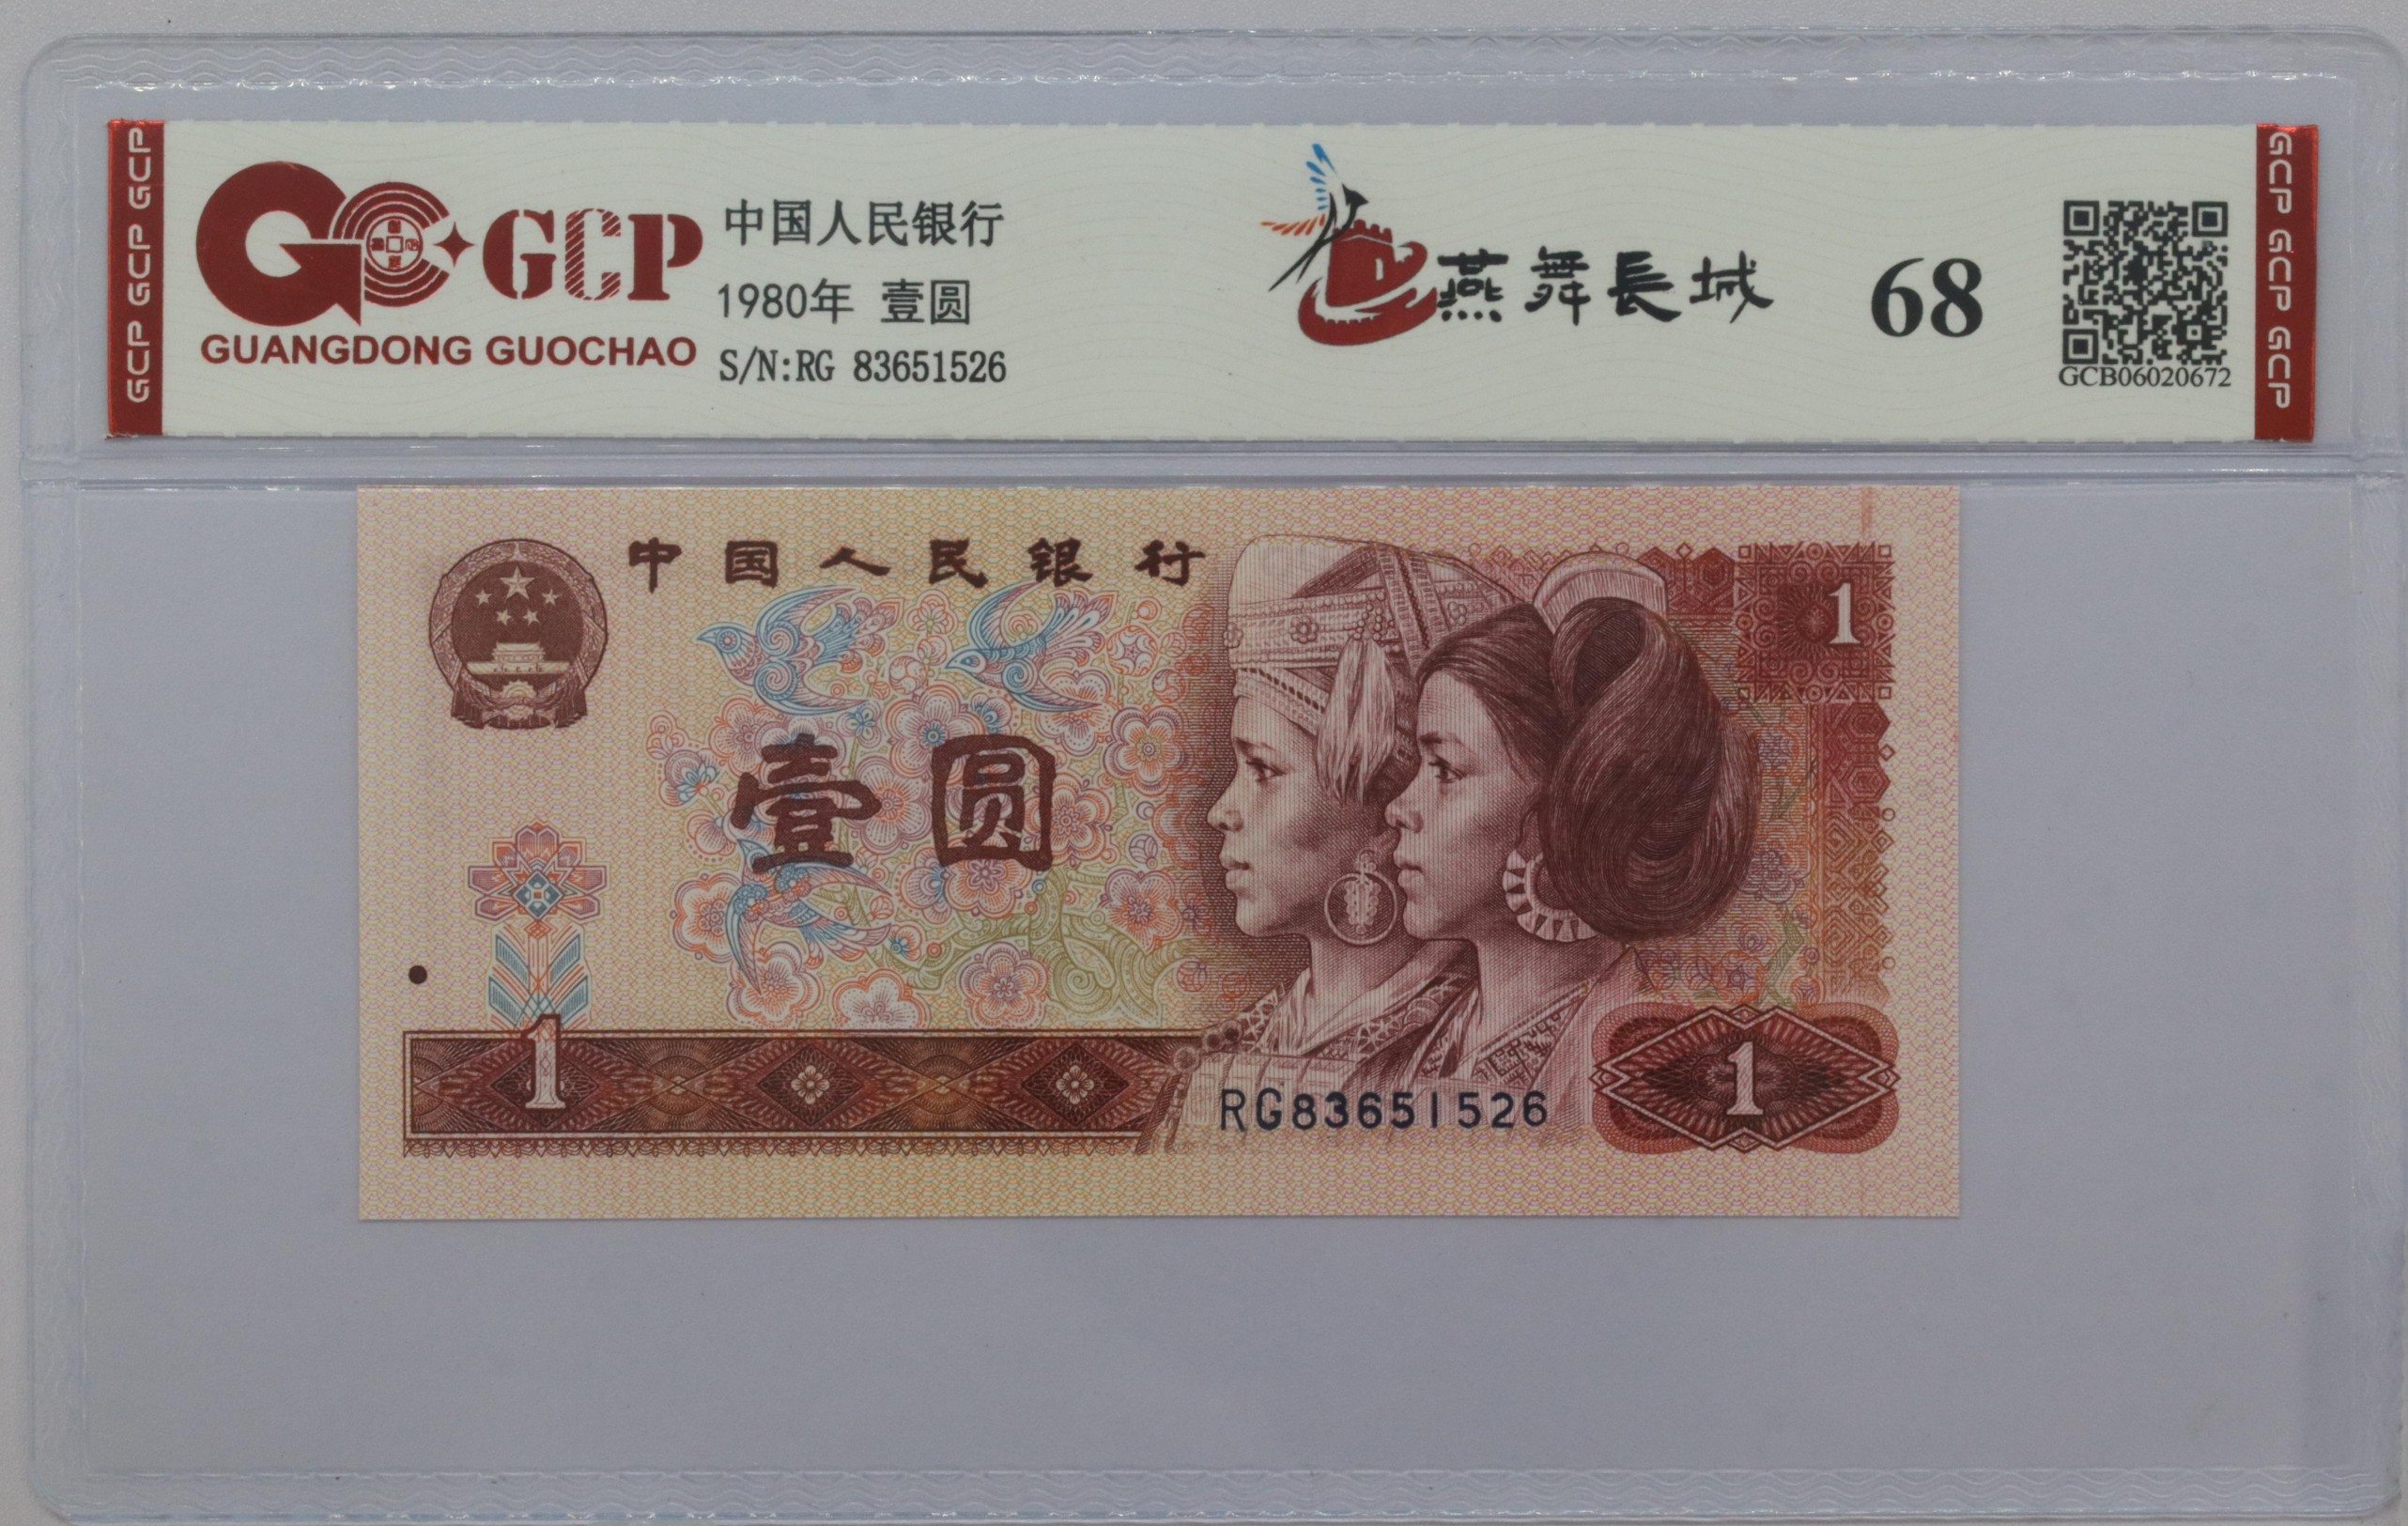 GCP GCP GCP GCP
GCP
GUANGDONG GUOCHAO
中国人民银行
1980年 壹圆
S/N:RG 83651526
燕舞長城
68
GCB06020672
GCP GCP GCP GCP
中国人民银行
1
壹圆
1
RG83651526
1